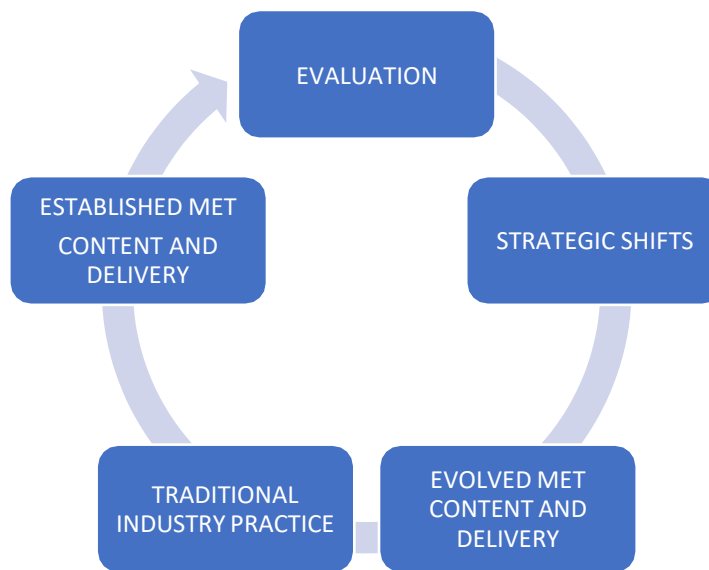 EVALUATION
STRATEGIC SHIFTS
EVOLVED MET
CONTENT AND
DELIVERY
TRADITIONAL
INDUSTRY PRACTICE
ESTABLISHED MET
CONTENT AND
DELIVERY